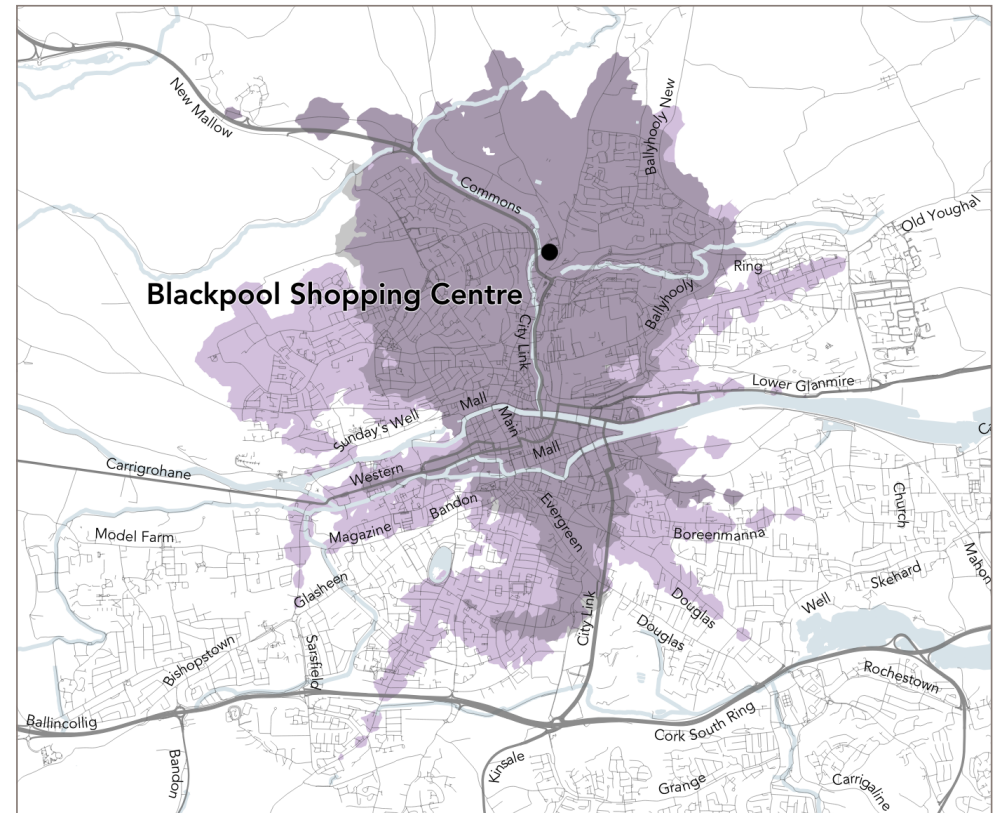 New Mallow
Ballyhooly New
Commons
Old Youghal
Ring
Blackpool Shopping Centre
Ballyhooly
City Link
Lower Glanmire
Mall
Main
Sunday's Well
Mall
Western
Carrigrohane
Bandon
Evergreen
Church
Magazine
Boreenmanna
Model Farm
Mahon
Skehard
Glasheen
Well
Douglas
City Link
Douglas
Sarsfield
Bishopstown
Rochestown
Ballincollig
Cork South Ring
Bandon
Kinsale
Grange
Carrigaline